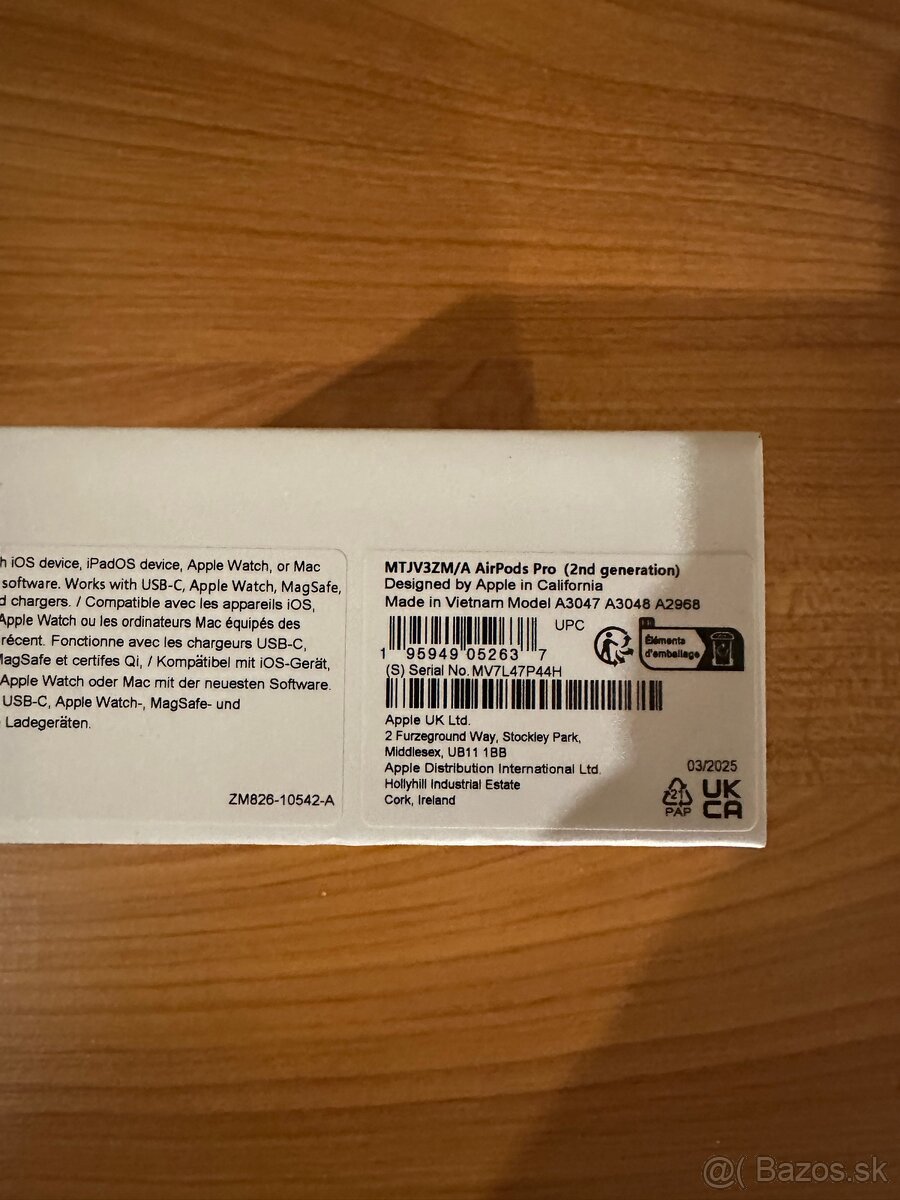 h iOS device, iPadOS device, Apple Watch, or Mac
software. Works with USB-C, Apple Watch, MagSafe,
d chargers. / Compatible avec les appareils iOS,
Apple Watch ou les ordinateurs Mac équipés des
récent. Fonctionne avec les chargeurs USB-C,
MagSafe et certifes Qi, / Kompätibel mit iOS-Gerät,
Apple Watch oder Mac mit der neuesten Software.
USB-C, Apple Watch-, MagSafe- und
Ladegeräten.
ZM826-10542-A
MTJV3ZM/A AirPods Pro (2nd generation)
Designed by Apple in California
Made in Vietnam Model A3047 A3048 A2968
UPC
1 95949 05263 7
Éléments
d'emballage
(S) Serial No. MV7L47P44H
Apple UK Ltd.
2 Furzeground Way, Stockley Park,
Middlesex, UB11 1BB
Apple Distribution International Ltd.
Hollyhill Industrial Estate
Cork, Ireland
03/2025
21
PAP
UK
CA
@( Bazos.sk